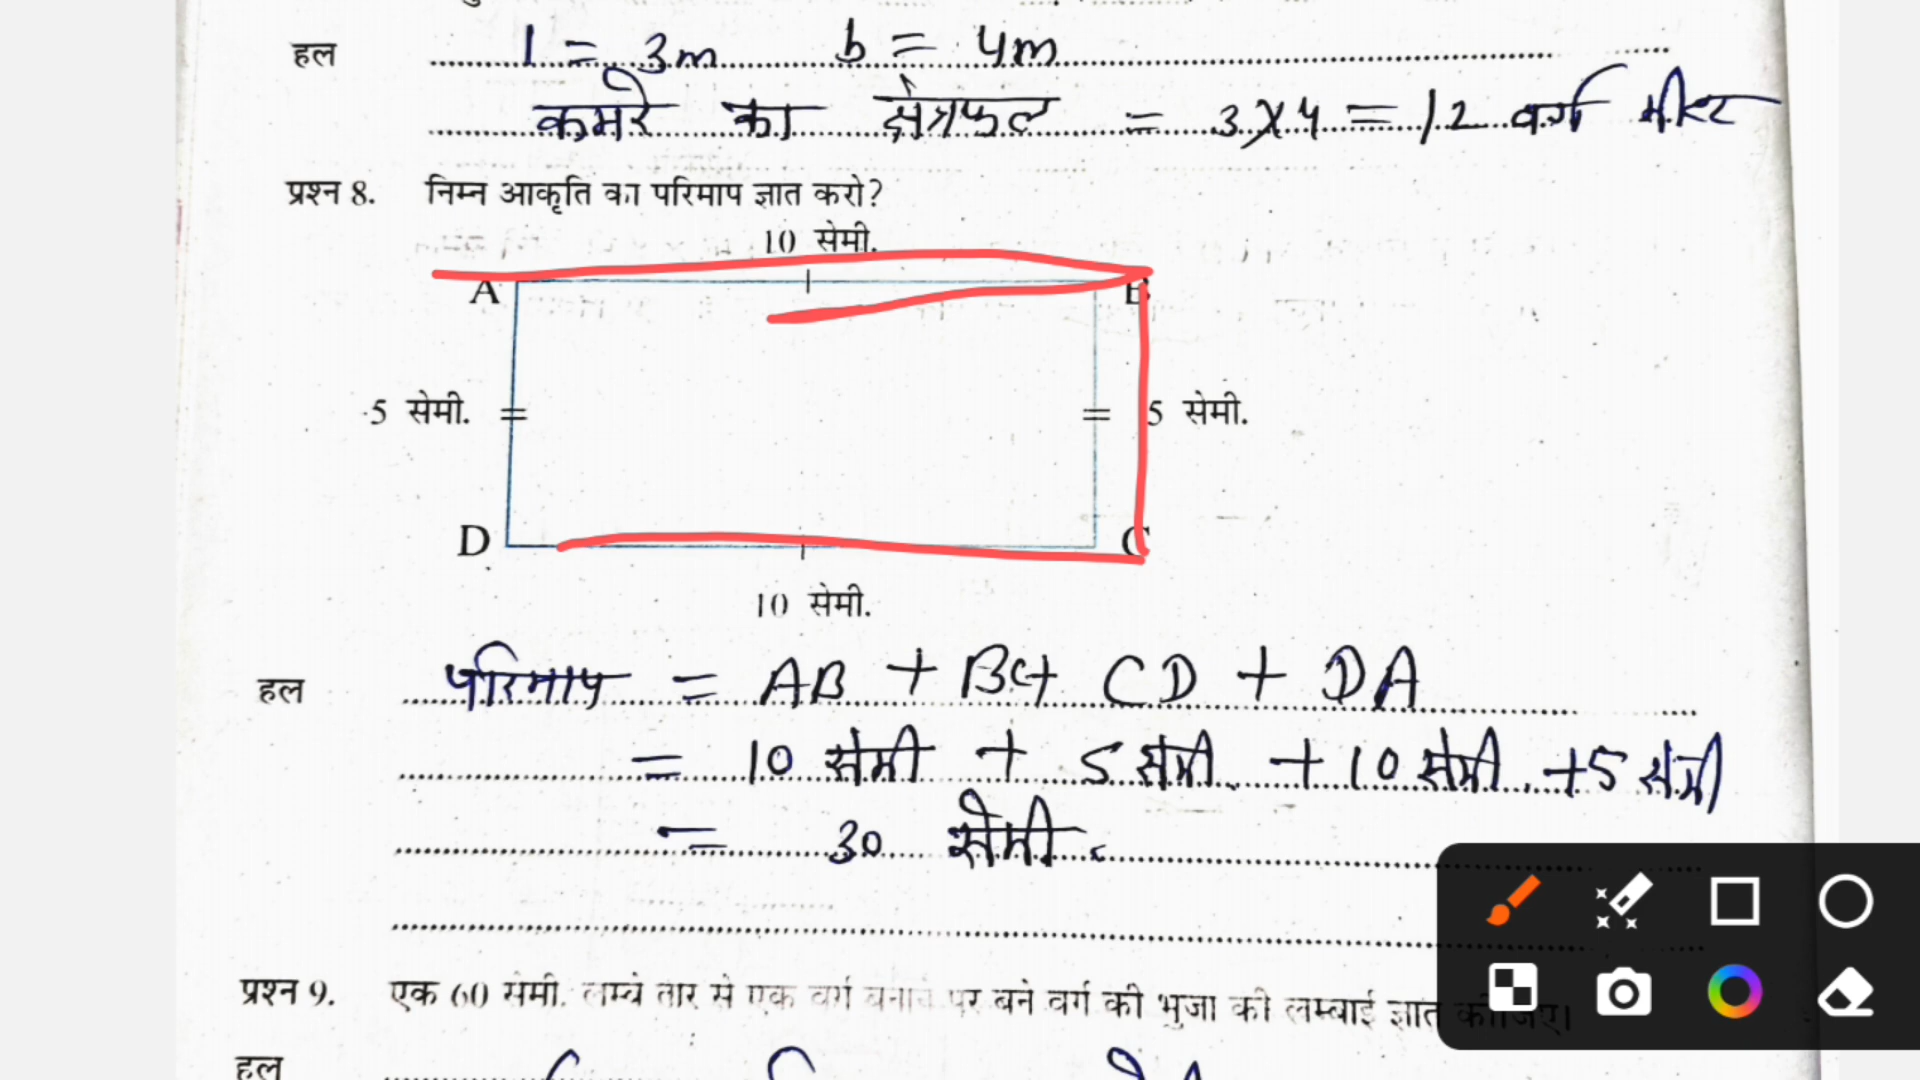 हल l = 3m b = 4m
कमरे का क्षेत्रफल = 3×4 = 12 वर्ग मीटर
प्रश्न 8. निम्न आकृति का परिमाप ज्ञात करो?
10 सेमी.
A B
5 सेमी. 5 सेमी.
D C
10 सेमी.
हल परिमाप = AB + BC + CD + DA
= 10 सेमी + 5 सेमी. + 10 सेमी. + 5 सेमी
= 30 सेमी.
प्रश्न 9. एक 60 सेमी. लम्बे तार से एक वर्ग बनाने पर बने वर्ग की भुजा की लम्बाई ज्ञात कीजिए।
हल